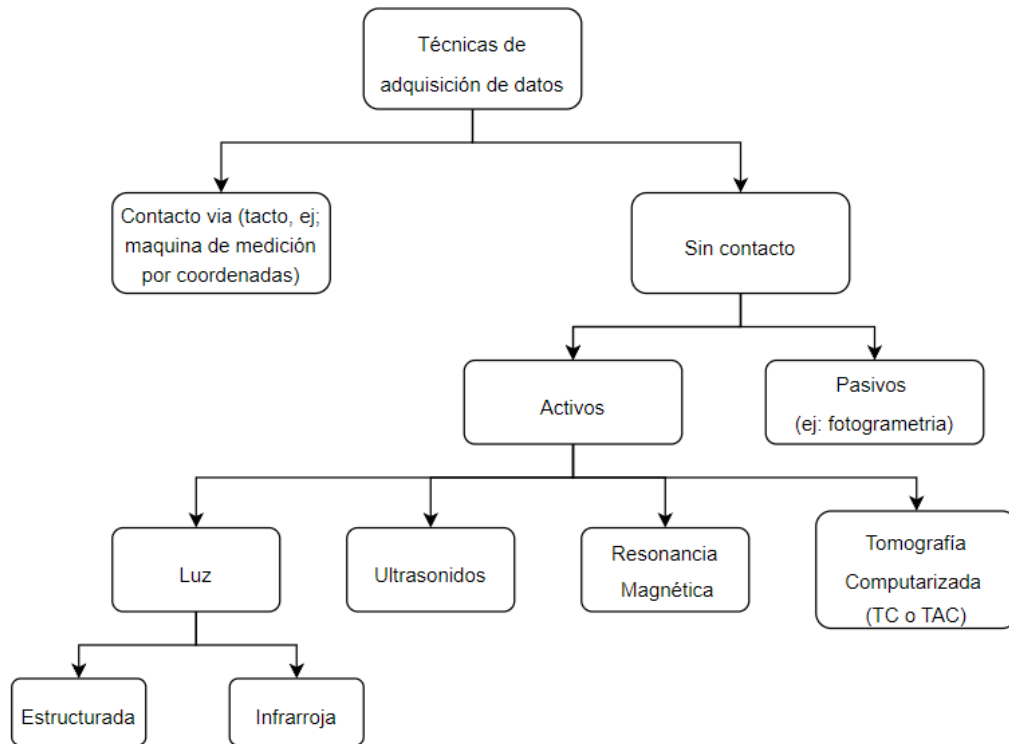 Técnicas de
adquisición de datos
Contacto via (tacto, ej;
maquina de medición
por coordenadas)
Sin contacto
Activos
Pasivos
(ej: fotogrametria)
Luz
Ultrasonidos
Resonancia
Magnética
Tomografía
Computarizada
(TC o TAC)
Estructurada
Infrarroja